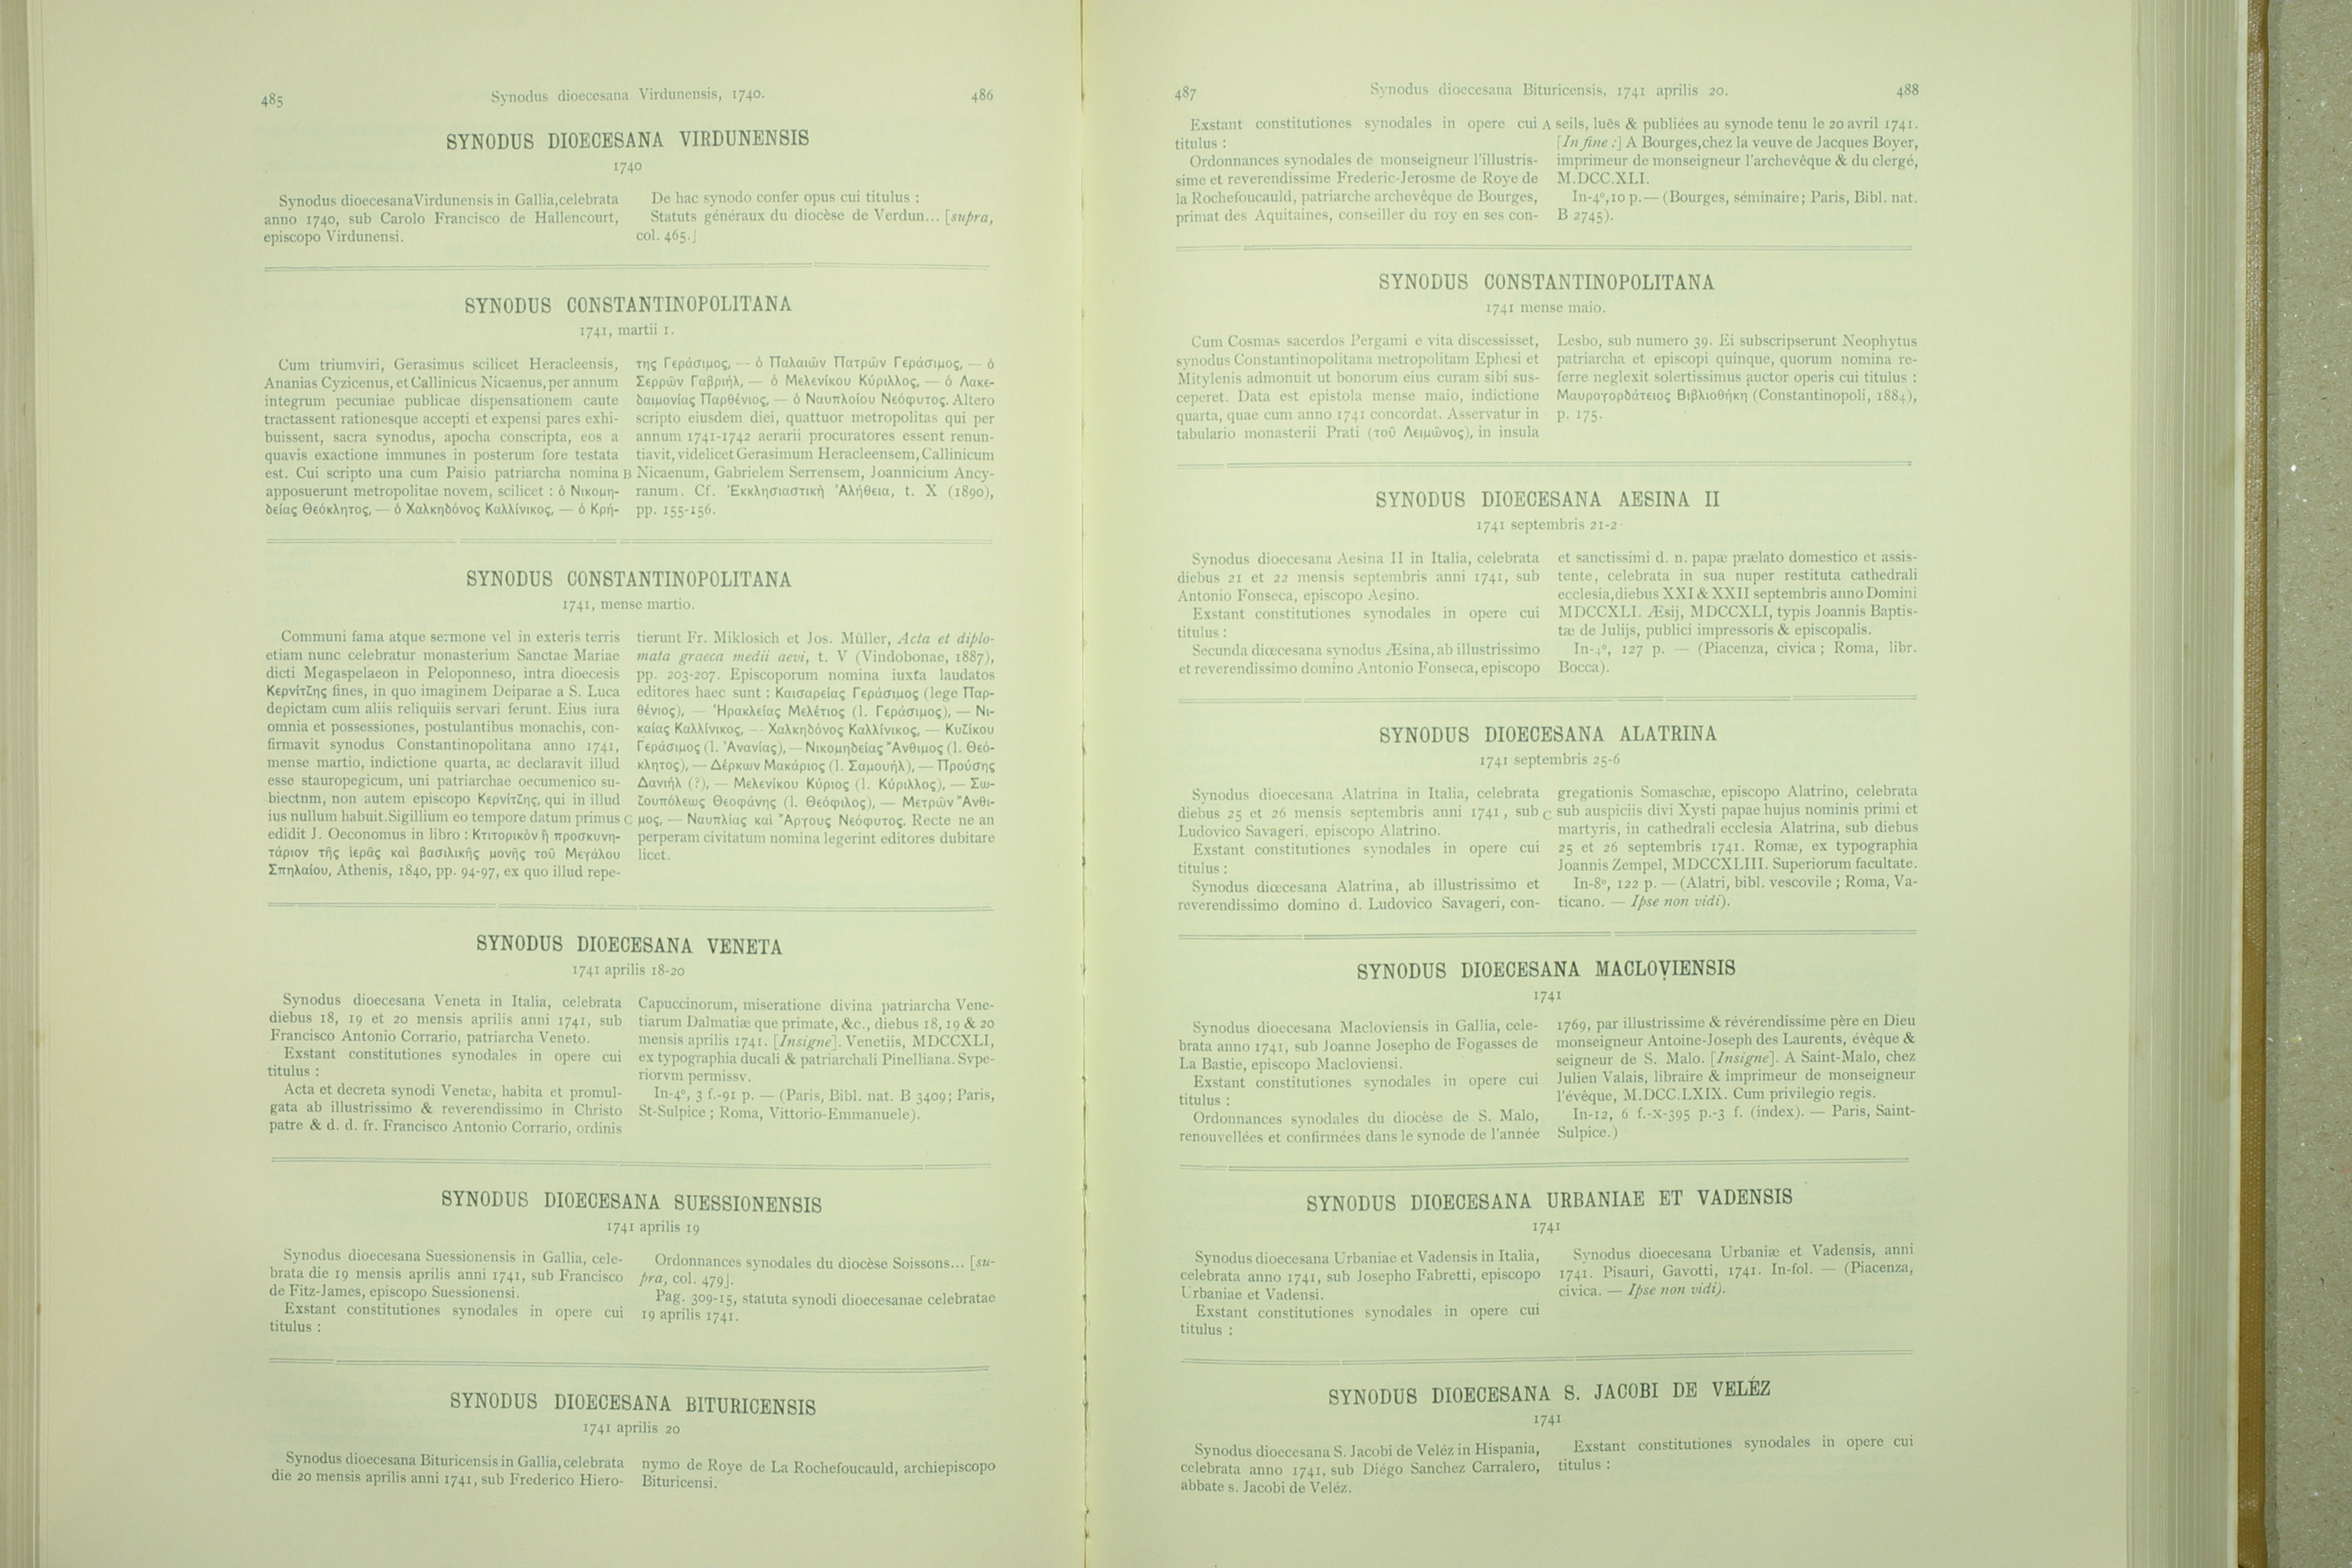 485
Synodus dioecesana Virdunensis, 1740.
486
SYNODUS DIOECESANA VIRDUNENSIS
1740
Synodus dioecesana Virdunensis in Gallia, celebrata
anno 1740, sub Carolo Francisco de Hallencourt,
episcopo Virdunensi.
De hac synodo confer opus cui titulus :
Statuts généraux du diocèse de Verdun... [supra,
col. 465.]
SYNODUS CONSTANTINOPOLITANA
1741, martii 1.
Cum triumviri, Gerasimus scilicet Heracleensis,
Ananias Cyzicenus, et Callinicus Nicaenus, per annum
integrum pecuniae publicae dispensationem caute
tractassent rationesque accepti et expensi pares exhi-
buissent, sacra synodus, apocha conscripta, eos a
quavis exactione immunes in posterum fore testata
est. Cui scripto una cum Paisio patriarcha nomina
apposuerunt metropolitae novem, scilicet : ὁ Νικομη-
δείας Θεόκλητος, — ὁ Χαλκηδόνος Καλλίνικος, — ὁ Κρή-
B
της Γεράσιμος, — ὁ Παλαιῶν Πατρῶν Γεράσιμος, — ὁ
Σερρῶν Γαβριήλ, — ὁ Μελενίκου Κύριλλος, — ὁ Λακε-
δαιμονίας Παρθένιος, — ὁ Ναυπλοίου Νεόφυτος. Altero
scripto eiusdem diei, quattuor metropolitas qui per
annum 1741-1742 aerarii procuratores essent renun-
tiavit, videlicet Gerasimum Heracleensem, Callinicum
Nicaenum, Gabrielem Serrensem, Joannicium Ancy-
ranum. Cf. Ἐκκλησιαστικὴ Ἀλήθεια, t. X (1890),
pp. 155-156.
SYNODUS CONSTANTINOPOLITANA
1741, mense martio.
Communi fama atque sermone vel in exteris terris
etiam nunc celebratur monasterium Sanctae Mariae
dicti Megaspelaeon in Peloponneso, intra dioecesis
Κερνίτζης fines, in quo imaginem Deiparae a S. Luca
depictam cum aliis reliquiis servari ferunt. Eius iura
omnia et possessiones, postulantibus monachis, con-
firmavit synodus Constantinopolitana anno 1741,
mense martio, indictione quarta, ac declaravit illud
esse stauropegicum, uni patriarchae oecumenico su-
biectnm, non autem episcopo Κερνίτζης, qui in illud
ius nullum habuit. Sigillium eo tempore datum primus
edidit J. Oeconomus in libro : Κτιτορικὸν ἢ προσκυνη-
τάριον τῆς ἱερᾶς καὶ βασιλικῆς μονῆς τοῦ Μεγάλου
Σπηλαίου, Athenis, 1840, pp. 94-97, ex quo illud repe-
C
tierunt Fr. Miklosich et Jos. Müller, Acta et diplo-
mata graeca medii aevi, t. V (Vindobonae, 1887),
pp. 203-207. Episcoporum nomina iuxta laudatos
editores haec sunt : Καισαρείας Γεράσιμος (lege Παρ-
θένιος), — Ἡρακλείας Μελέτιος (l. Γεράσιμος), — Νι-
καίας Καλλίνικος, — Χαλκηδόνος Καλλίνικος, — Κυζίκου
Γεράσιμος (l. Ἀνανίας), — Νικομηδείας Ἄνθιμος (l. Θεό-
κλητος), — Δέρκων Μακάριος (l. Σαμουήλ), — Προύσης
Δανιήλ (?), — Μελενίκου Κύριος (l. Κύριλλος), — Σω-
ζουπόλεως Θεοφάνης (l. Θεόφιλος), — Μετρῶν Ἄνθι-
μος, — Ναυπλίας καὶ Ἄργους Νεόφυτος. Recte ne an
perperam civitatum nomina legerint editores dubitare
licet.
SYNODUS DIOECESANA VENETA
1741 aprilis 18-20
Synodus dioecesana Veneta in Italia, celebrata
diebus 18, 19 et 20 mensis aprilis anni 1741, sub
Francisco Antonio Corrario, patriarcha Veneto.
Exstant constitutiones synodales in opere cui
titulus :
Acta et decreta synodi Venetæ, habita et promul-
gata ab illustrissimo & reverendissimo in Christo
patre & d. d. fr. Francisco Antonio Corrario, ordinis
Capuccinorum, miseratione divina patriarcha Vene-
tiarum Dalmatiæ que primate, &c., diebus 18, 19 & 20
mensis aprilis 1741. [Insigne]. Venetiis, MDCCXLI,
ex typographia ducali & patriarchali Pinelliana. Svpe-
riorvm permissv.
In-4°, 3 f.-91 p. — (Paris, Bibl. nat. B 3409; Paris,
St-Sulpice ; Roma, Vittorio-Emmanuele).
SYNODUS DIOECESANA SUESSIONENSIS
1741 aprilis 19
Synodus dioecesana Suessionensis in Gallia, cele-
brata die 19 mensis aprilis anni 1741, sub Francisco
de Fitz-James, episcopo Suessionensi.
Exstant constitutiones synodales in opere cui
titulus :
Ordonnances synodales du diocèse Soissons... [su-
pra, col. 479].
Pag. 309-15, statuta synodi dioecesanae celebratae
19 aprilis 1741.
SYNODUS DIOECESANA BITURICENSIS
1741 aprilis 20
Synodus dioecesana Bituricensis in Gallia, celebrata
die 20 mensis aprilis anni 1741, sub Frederico Hiero-
nymo de Roye de La Rochefoucauld, archiepiscopo
Bituricensi.
487
Synodus dioecesana Bituricensis, 1741 aprilis 20.
488
Exstant constitutiones synodales in opere cui
titulus :
Ordonnances synodales de monseigneur l'illustris-
sime et reverendissime Frederic-Jerosme de Roye de
la Rochefoucauld, patriarche archevêque de Bourges,
primat des Aquitaines, conseiller du roy en ses con-
A
seils, luës & publiées au synode tenu le 20 avril 1741.
[In fine :] A Bourges, chez la veuve de Jacques Boyer,
imprimeur de monseigneur l'archevêque & du clergé,
M.DCC.XLI.
In-4°, 10 p. — (Bourges, séminaire; Paris, Bibl. nat.
B 2745).
SYNODUS CONSTANTINOPOLITANA
1741 mense maio.
Cum Cosmas sacerdos Pergami e vita discessisset,
synodus Constantinopolitana metropolitam Ephesi et
Mitylenis admonuit ut bonorum eius curam sibi sus-
ceperet. Data est epistola mense maio, indictione
quarta, quae cum anno 1741 concordat. Asservatur in
tabulario monasterii Prati (τοῦ Λειμῶνος), in insula
Lesbo, sub numero 39. Ei subscripserunt Neophytus
patriarcha et episcopi quinque, quorum nomina re-
ferre neglexit solertissimus auctor operis cui titulus :
Μαυρογορδάτειος Βιβλιοθήκη (Constantinopoli, 1884),
p. 175.
SYNODUS DIOECESANA AESINA II
1741 septembris 21-2
Synodus dioecesana Aesina II in Italia, celebrata
diebus 21 et 22 mensis septembris anni 1741, sub
Antonio Fonseca, episcopo Aesino.
Exstant constitutiones synodales in opere cui
titulus :
Secunda diœcesana synodus Æsina, ab illustrissimo
et reverendissimo domino Antonio Fonseca, episcopo
et sanctissimi d. n. papæ prælato domestico et assis-
tente, celebrata in sua nuper restituta cathedrali
ecclesia, diebus XXI & XXII septembris anno Domini
MDCCXLI. Æsij, MDCCXLI, typis Joannis Baptis-
tæ de Julijs, publici impressoris & episcopalis.
In-4°, 127 p. — (Piacenza, civica ; Roma, libr.
Bocca).
SYNODUS DIOECESANA ALATRINA
1741 septembris 25-6
Synodus dioecesana Alatrina in Italia, celebrata
diebus 25 et 26 mensis septembris anni 1741, sub
Ludovico Savageri, episcopo Alatrino.
Exstant constitutiones synodales in opere cui
titulus :
Synodus diœcesana Alatrina, ab illustrissimo et
reverendissimo domino d. Ludovico Savageri, con-
C
gregationis Somaschæ, episcopo Alatrino, celebrata
sub auspiciis divi Xysti papae hujus nominis primi et
martyris, in cathedrali ecclesia Alatrina, sub diebus
25 et 26 septembris 1741. Romæ, ex typographia
Joannis Zempel, MDCCXLIII. Superiorum facultate.
In-8°, 122 p. — (Alatri, bibl. vescovile ; Roma, Va-
ticano. — Ipse non vidi).
SYNODUS DIOECESANA MACLOVIENSIS
1741
Synodus dioecesana Macloviensis in Gallia, cele-
brata anno 1741, sub Joanne Josepho de Fogasses de
La Bastie, episcopo Macloviensi.
Exstant constitutiones synodales in opere cui
titulus :
Ordonnances synodales du diocèse de S. Malo,
renouvellées et confirmées dans le synode de l'année
1769, par illustrissime & révérendissime père en Dieu
monseigneur Antoine-Joseph des Laurents, évêque &
seigneur de S. Malo. [Insigne]. A Saint-Malo, chez
Julien Valais, libraire & imprimeur de monseigneur
l'évêque, M.DCC.LXIX. Cum privilegio regis.
In-12, 6 f.-x-395 p.-3 f. (index). — Paris, Saint-
Sulpice.)
SYNODUS DIOECESANA URBANIAE ET VADENSIS
1741
Synodus dioecesana Urbaniae et Vadensis in Italia,
celebrata anno 1741, sub Josepho Fabretti, episcopo
Urbaniae et Vadensi.
Exstant constitutiones synodales in opere cui
titulus :
Synodus dioecesana Urbaniæ et Vadensis, anni
1741. Pisauri, Gavotti, 1741. In-fol. — (Piacenza,
civica. — Ipse non vidi).
SYNODUS DIOECESANA S. JACOBI DE VELÉZ
1741
Synodus dioecesana S. Jacobi de Veléz in Hispania,
celebrata anno 1741, sub Diégo Sanchez Carralero,
abbate s. Jacobi de Veléz.
Exstant constitutiones synodales in opere cui
titulus :